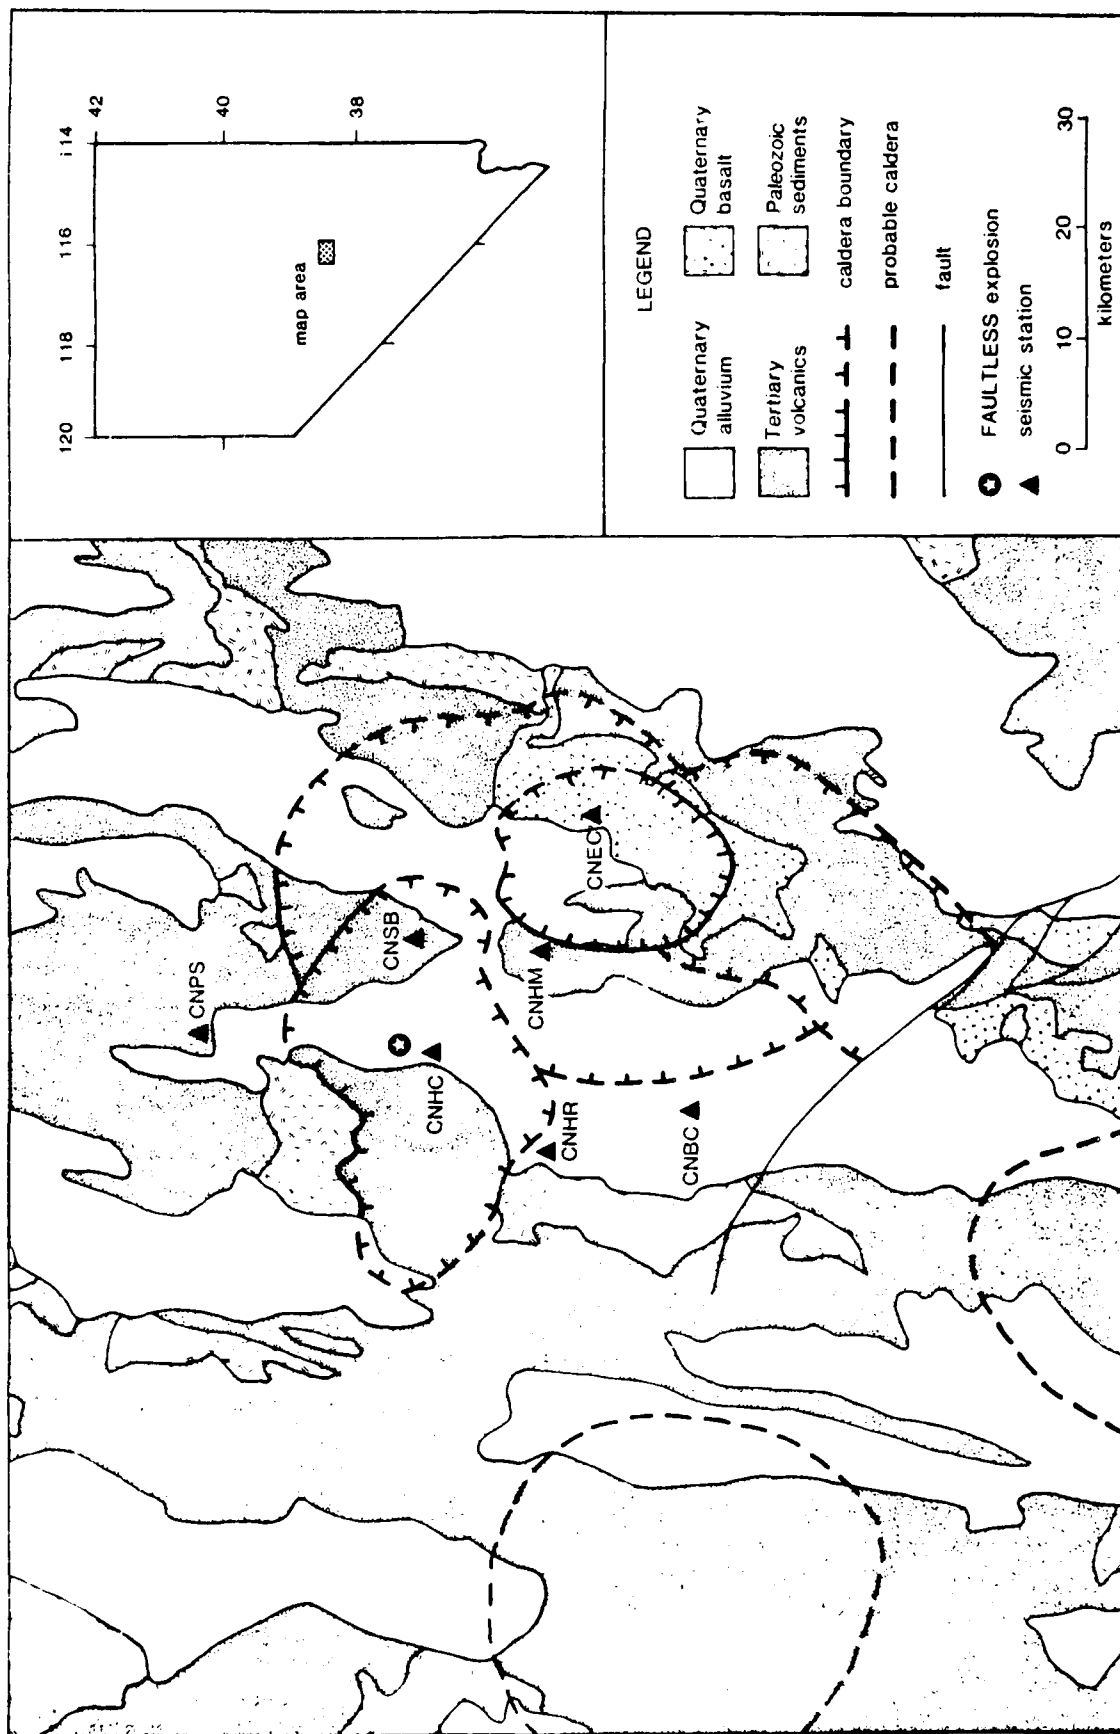 CNPS
CNSB
CNHC
CNEC
CNHM
CNHR
CNBC
120
118
116
i14
42
40
38
map area
LEGEND
Quaternary
alluvium
Quaternary
basalt
Tertiary
volcanics
Paleozoic
sediments
caldera boundary
probable caldera
fault
FAULTLESS explosion
seismic station
0
10
20
30
kilometers